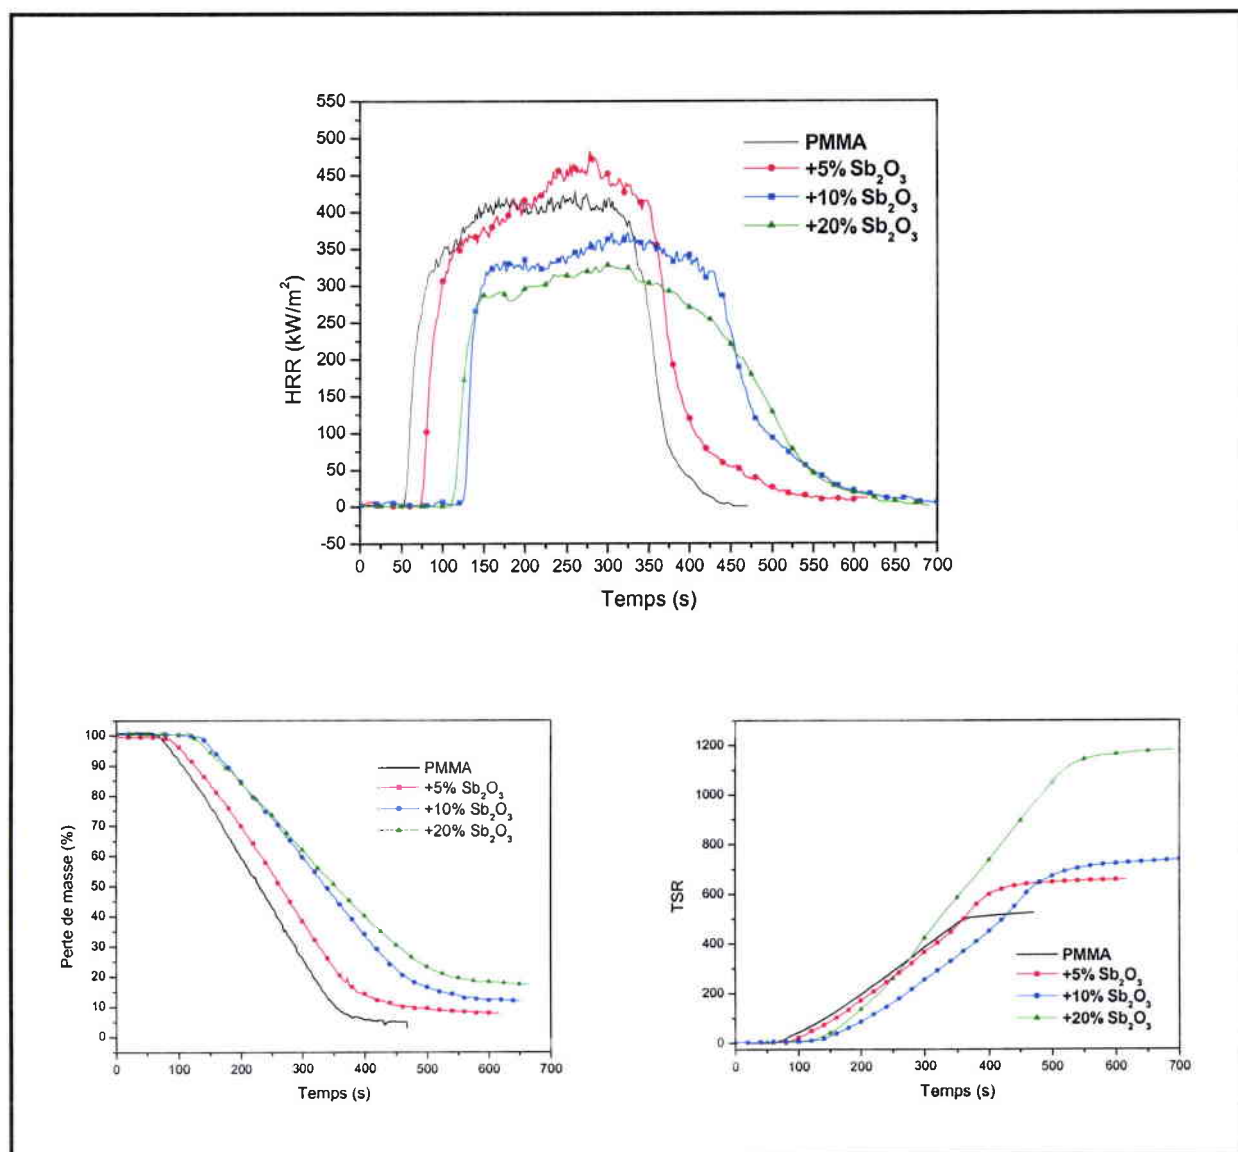 550
500
450
400
350
300
250
200
150
100
50
0
-50
HRR (kW/m²)
PMMA
+5% Sb₂O₃
+10% Sb₂O₃
+20% Sb₂O₃
0 50 100 150 200 250 300 350 400 450 500 550 600 650 700
Temps (s)
100
90
80
70
60
50
40
30
20
10
0
Perte de masse (%)
PMMA
+5% Sb₂O₃
+10% Sb₂O₃
+20% Sb₂O₃
0 100 200 300 400 500 600 700
Temps (s)
1200
1000
800
600
400
200
0
TSR
PMMA
+5% Sb₂O₃
+10% Sb₂O₃
+20% Sb₂O₃
0 100 200 300 400 500 600 700
Temps (s)